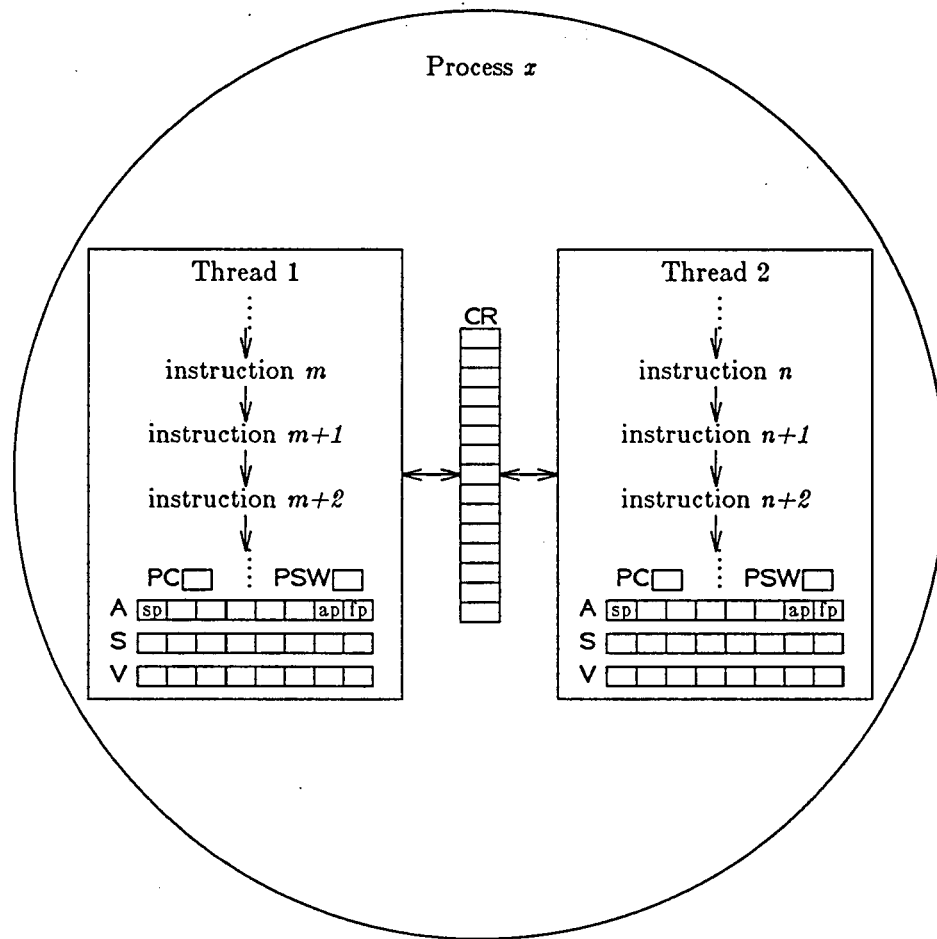 Process x
Thread 1
instruction m
instruction m+1
instruction m+2
PC PSW
A sp ap fp
S
V
CR
Thread 2
instruction n
instruction n+1
instruction n+2
PC PSW
A sp ap fp
S
V